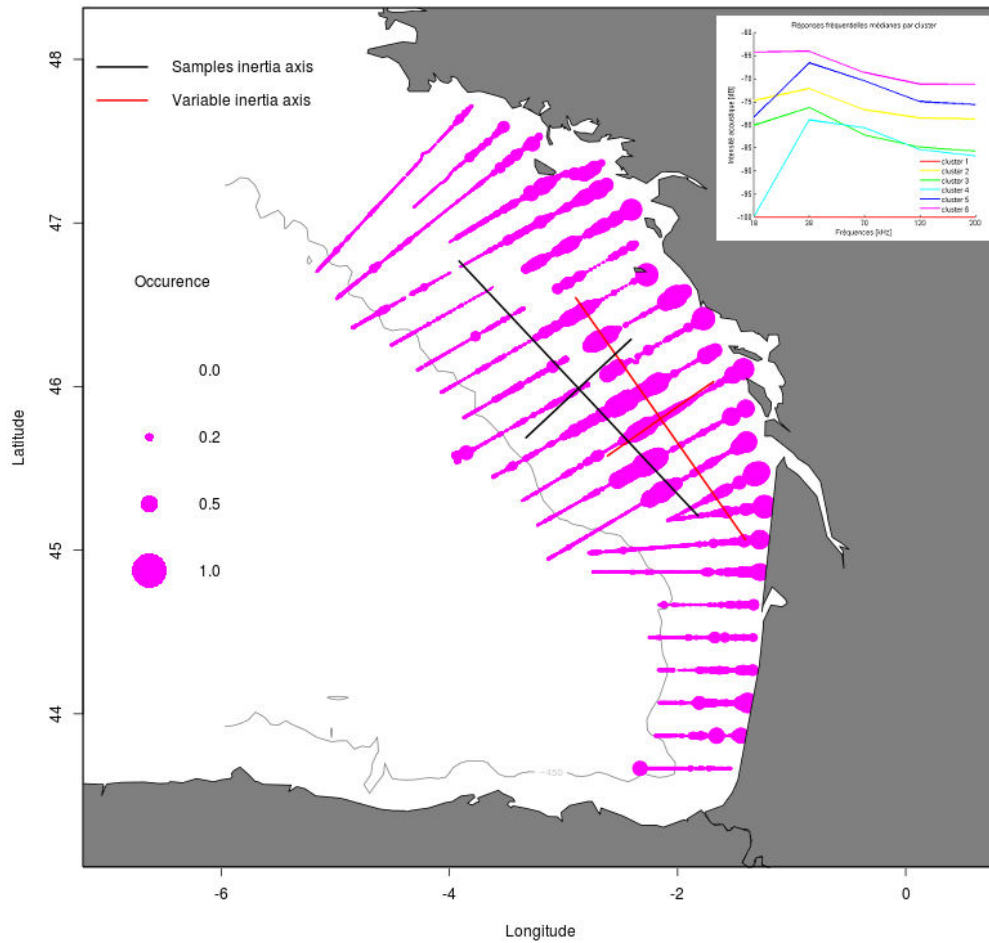 Réponses fréquentielles médianes par cluster
-60
-65
-70
-75
-80
-85
-90
-95
-100
Intensité acoustique [dB]
cluster 1
cluster 2
cluster 3
cluster 4
cluster 5
cluster 6
18
38
70
120
200
Fréquences [kHz]
Samples inertia axis
Variable inertia axis
Occurence
0.0
0.2
0.5
1.0
-450
48
47
46
45
44
Latitude
-6
-4
-2
0
Longitude